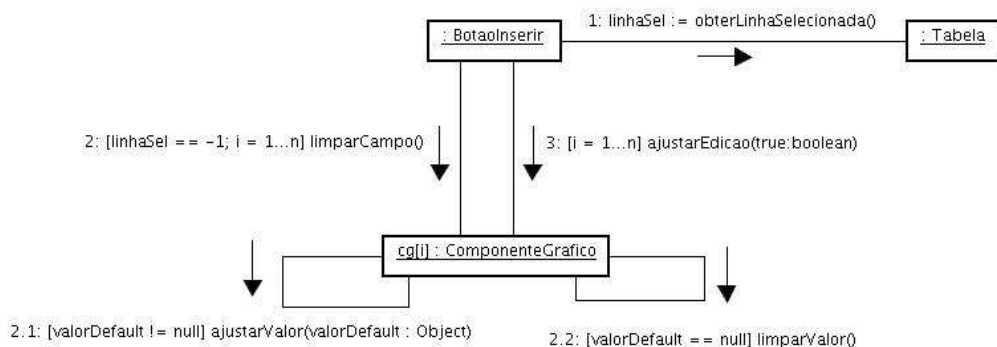 1: linhaSel := obterLinhaSelecionada()
: BotaoInserir
: Tabela
2: [linhaSel == -1; i = 1...n] limparCampo()
3: [i = 1...n] ajustarEdicao(true:boolean)
cg[i] : ComponenteGrafico
2.1: [valorDefault != null] ajustarValor(valorDefault : Object)
2.2: [valorDefault == null] limparValor()